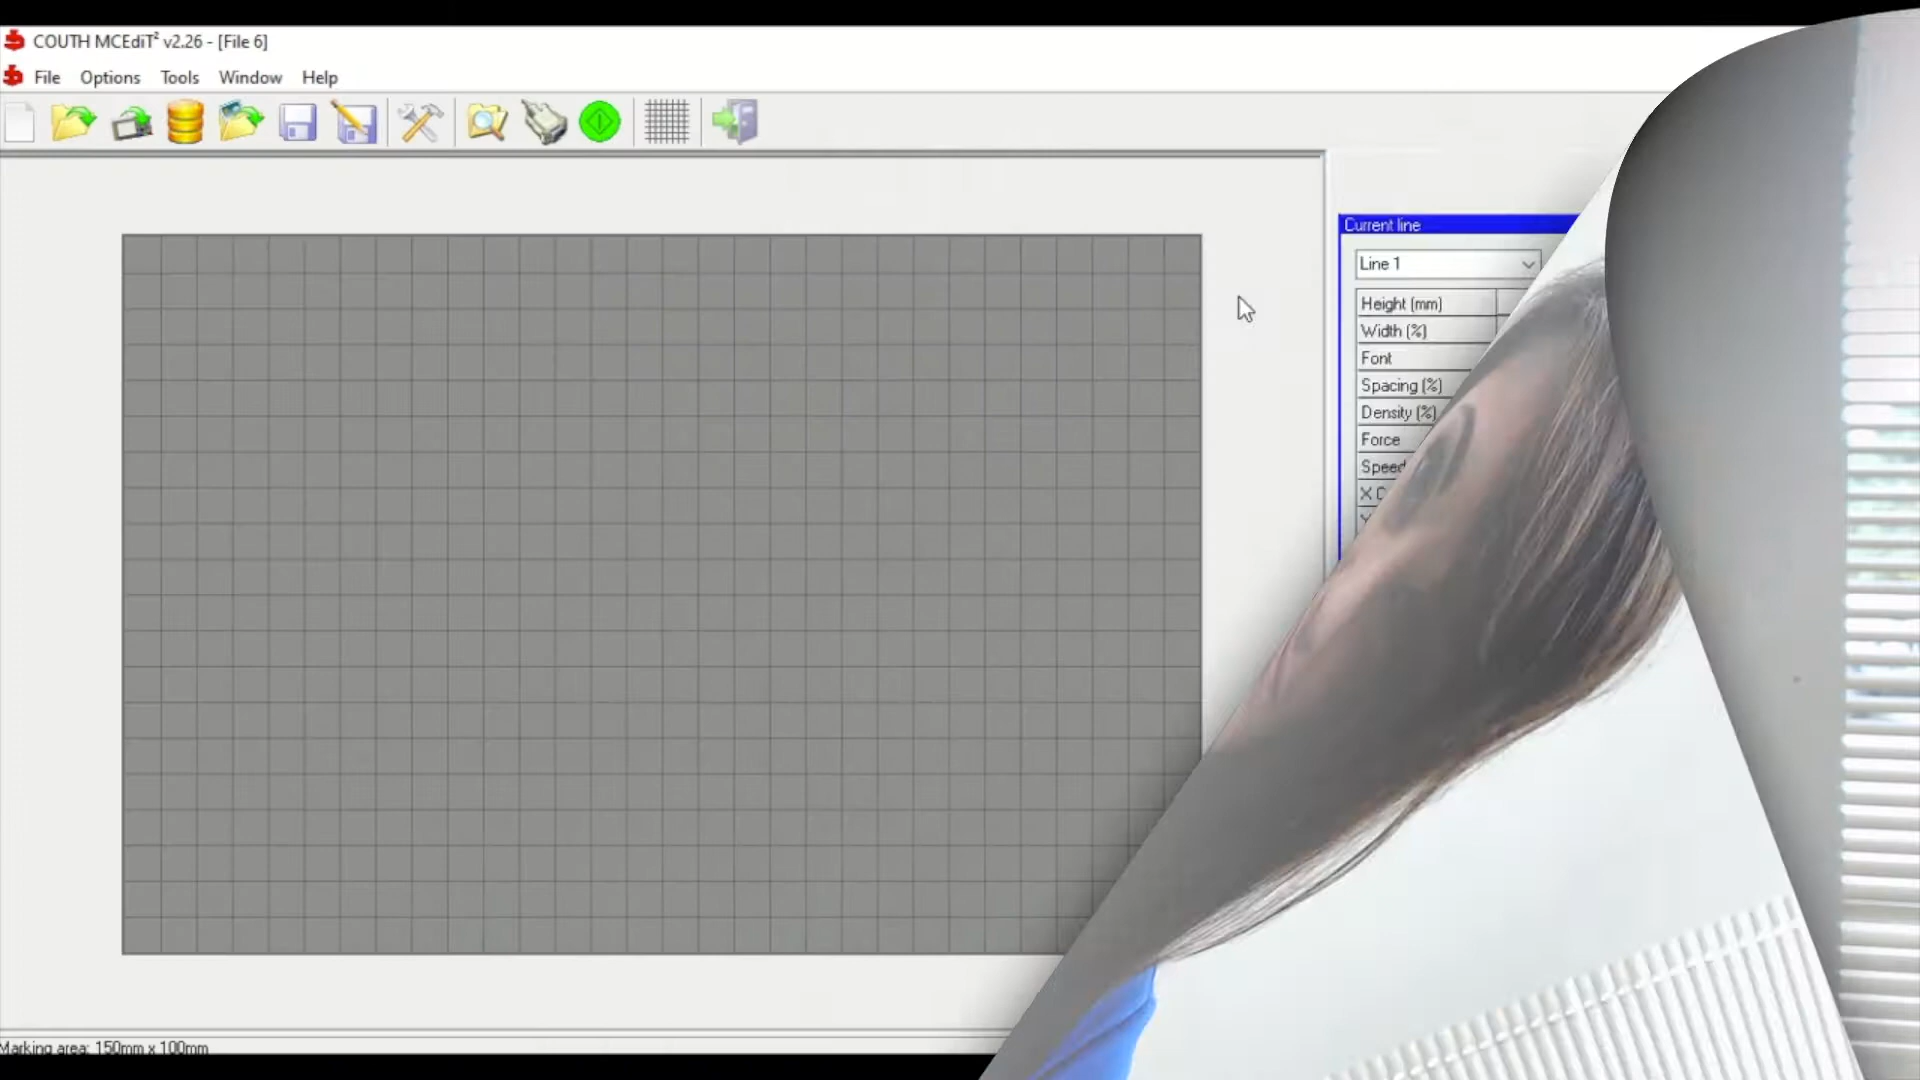 COUTH MCEdiT² v2.26 - [File 6]
File Options Tools Window Help
Current line
Line 1
Height (mm)
Width (%)
Font
Spacing (%)
Density (%)
Force
Speed
X C
Y
Marking area: 150mm x 100mm